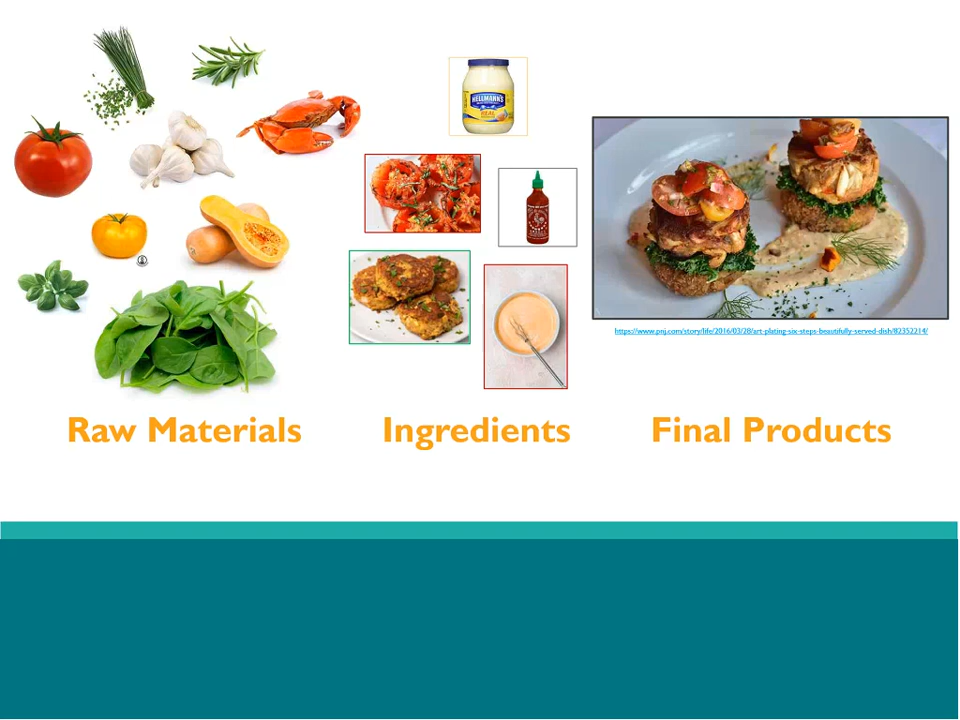 HELLMANN'S
REAL
https://www.pnj.com/story/life/2016/03/28/art-plating-six-steps-beautifully-served-dish/82352214/
Raw Materials
Ingredients
Final Products